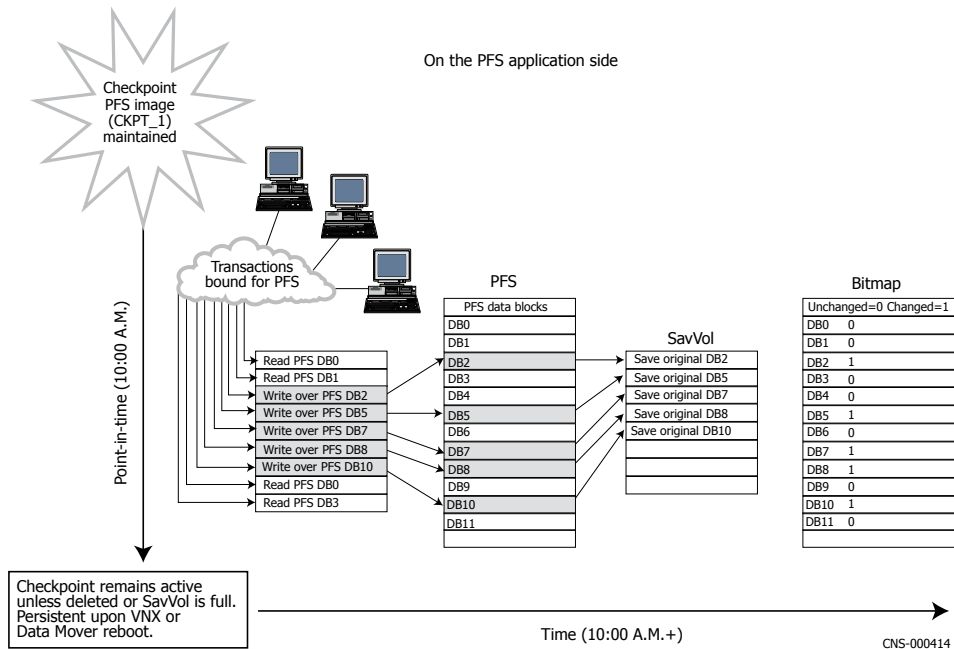 On the PFS application side
Checkpoint
PFS image
(CKPT_1)
maintained
Transactions
bound for PFS
Point-in-time (10:00 A.M.)
Read PFS DB0
Read PFS DB1
Write over PFS DB2
Write over PFS DB5
Write over PFS DB7
Write over PFS DB8
Write over PFS DB10
Read PFS DB0
Read PFS DB3
PFS
PFS data blocks
DB0
DB1
DB2
DB3
DB4
DB5
DB6
DB7
DB8
DB9
DB10
DB11
SavVol
Save original DB2
Save original DB5
Save original DB7
Save original DB8
Save original DB10
Bitmap
Unchanged=0 Changed=1
DB0 0
DB1 0
DB2 1
DB3 0
DB4 0
DB5 1
DB6 0
DB7 1
DB8 1
DB9 0
DB10 1
DB11 0
Checkpoint remains active
unless deleted or SavVol is full.
Persistent upon VNX or
Data Mover reboot.
Time (10:00 A.M.+)
CNS-000414